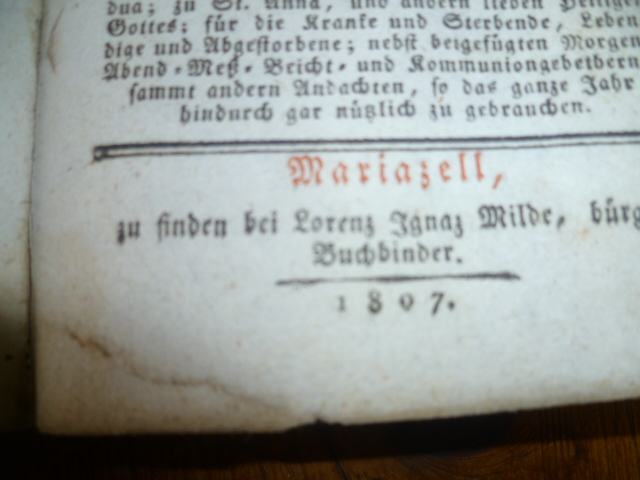 dua; zu St. Anna, und andern lieben Heiligen
Gottes; für die Kranke und Sterbende, Leben
dige und Abgestorbene; nebst beigefügten Morgen
Abend-Meß-Beicht- und Kommuniongebethern
sammt andern Andachten, so das ganze Jahr
hindurch gar nützlich zu gebrauchen.
Mariazell,
zu finden bei Lorenz Ignaz Milde, bürg
Buchbinder.
1807.